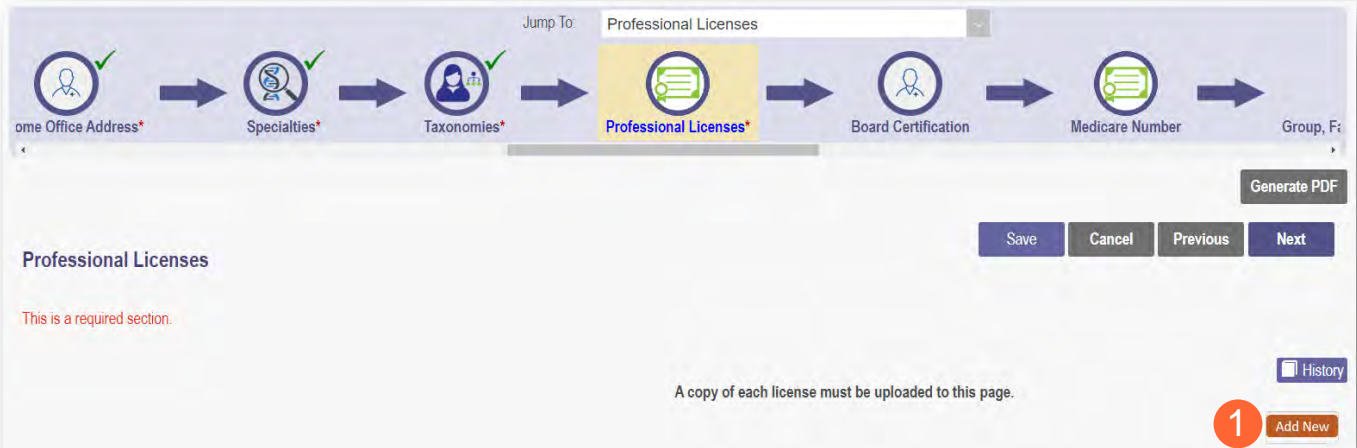 Jump To: Professional Licenses
ome Office Address* Specialties* Taxonomies* Professional Licenses* Board Certification Medicare Number Group, Fa
Generate PDF
Save Cancel Previous Next
Professional Licenses
This is a required section.
History
A copy of each license must be uploaded to this page.
1 Add New